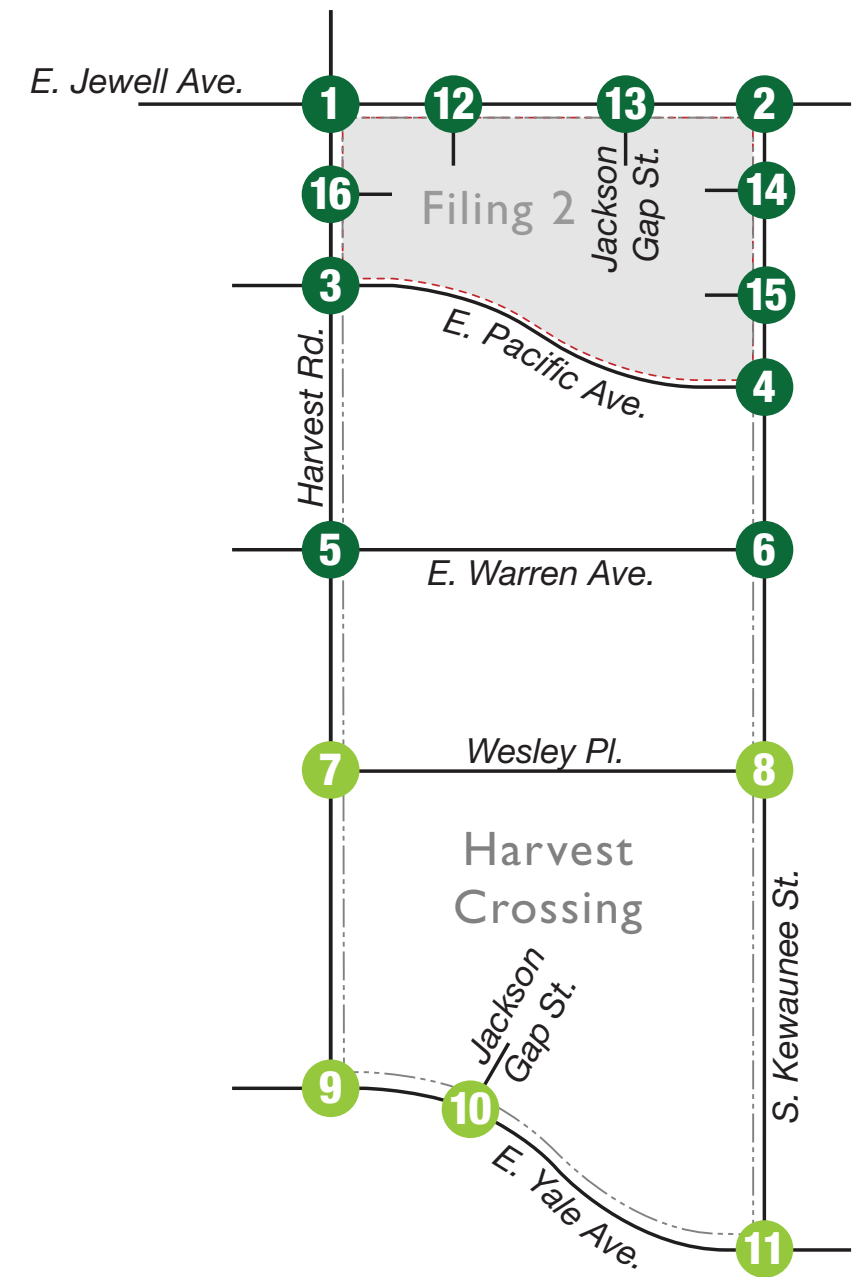 E. Jewell Ave.
1
12
13
2
16
Filing 2
Jackson
Gap St.
14
3
15
E. Pacific Ave.
4
Harvest Rd.
5
6
E. Warren Ave.
Wesley Pl.
7
8
Harvest
Crossing
S. Kewaunee St.
Jackson
Gap St.
9
10
E. Yale Ave.
11